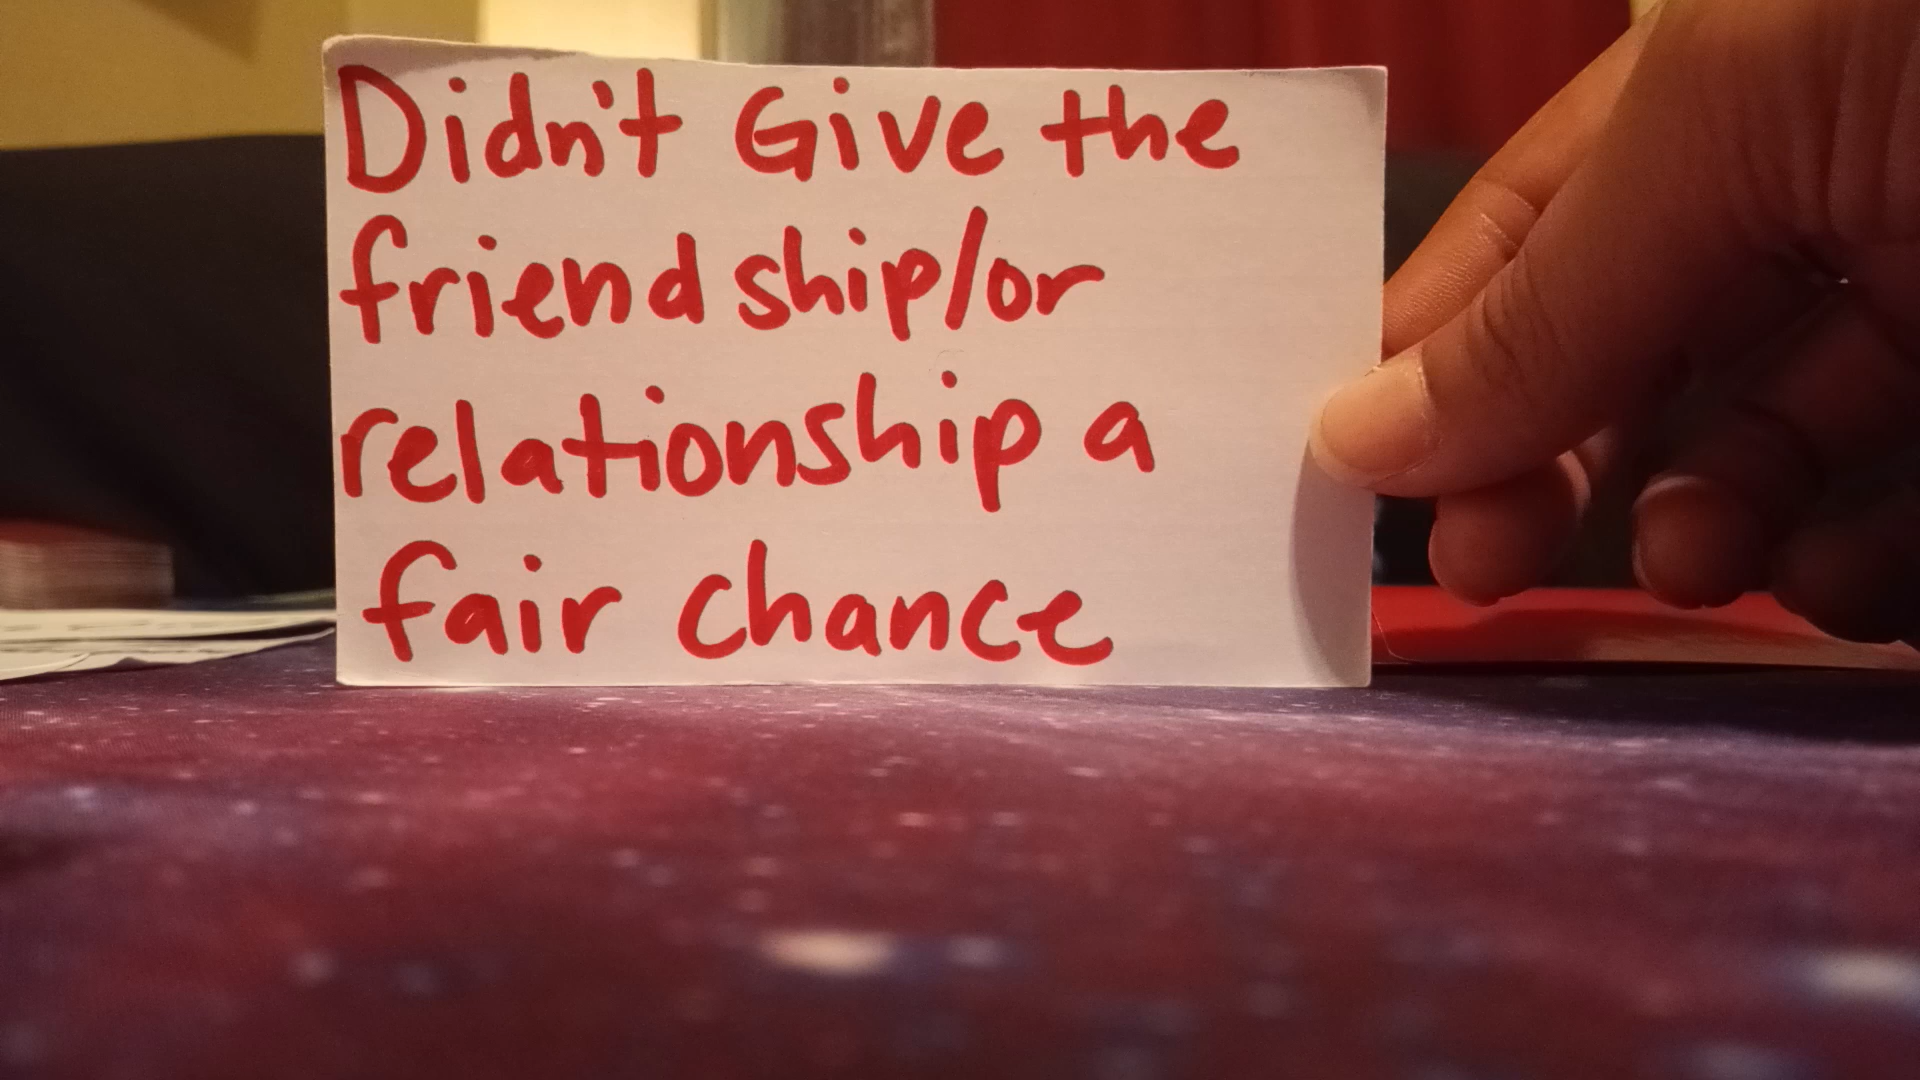 Didn't Give the
friendship/or
relationship a
fair chance